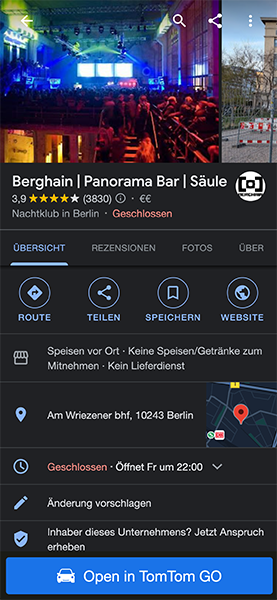 Berghain | Panorama Bar | Säule
3,9 ★★★★★ (3830) · €€
Nachtklub in Berlin · Geschlossen
ÜBERSICHT REZENSIONEN FOTOS ÜBER
ROUTE TEILEN SPEICHERN WEBSITE
Speisen vor Ort · Keine Speisen/Getränke zum
Mitnehmen · Kein Lieferdienst
Am Wriezener bhf, 10243 Berlin
Geschlossen · Öffnet Fr um 22:00
Änderung vorschlagen
Inhaber dieses Unternehmens? Jetzt Anspruch
erheben
Open in TomTom GO